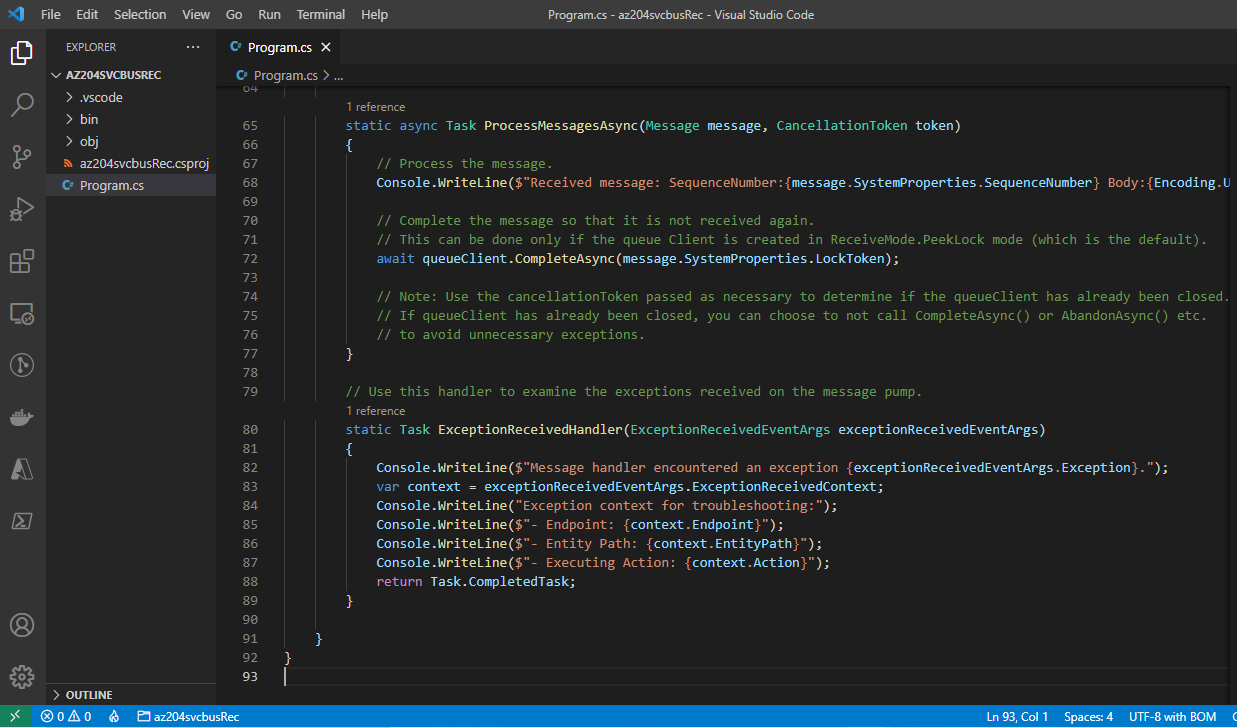 File Edit Selection View Go Run Terminal Help
Program.cs - az204svcbusRec - Visual Studio Code
EXPLORER
Program.cs
AZ204SVCBUSREC
Program.cs > ...
.vscode
bin
obj
az204svcbusRec.csproj
Program.cs
OUTLINE
64
1 reference
65 static async Task ProcessMessagesAsync(Message message, CancellationToken token)
66 {
67 // Process the message.
68 Console.WriteLine($"Received message: SequenceNumber:{message.SystemProperties.SequenceNumber} Body:{Encoding.U
69
70 // Complete the message so that it is not received again.
71 // This can be done only if the queue Client is created in ReceiveMode.PeekLock mode (which is the default).
72 await queueClient.CompleteAsync(message.SystemProperties.LockToken);
73
74 // Note: Use the cancellationToken passed as necessary to determine if the queueClient has already been closed.
75 // If queueClient has already been closed, you can choose to not call CompleteAsync() or AbandonAsync() etc.
76 // to avoid unnecessary exceptions.
77 }
78
79 // Use this handler to examine the exceptions received on the message pump.
1 reference
80 static Task ExceptionReceivedHandler(ExceptionReceivedEventArgs exceptionReceivedEventArgs)
81 {
82 Console.WriteLine($"Message handler encountered an exception {exceptionReceivedEventArgs.Exception}.");
83 var context = exceptionReceivedEventArgs.ExceptionReceivedContext;
84 Console.WriteLine("Exception context for troubleshooting:");
85 Console.WriteLine($"- Endpoint: {context.Endpoint}");
86 Console.WriteLine($"- Entity Path: {context.EntityPath}");
87 Console.WriteLine($"- Executing Action: {context.Action}");
88 return Task.CompletedTask;
89 }
90
91 }
92 }
93
0 0 az204svcbusRec
Ln 93, Col 1 Spaces: 4 UTF-8 with BOM